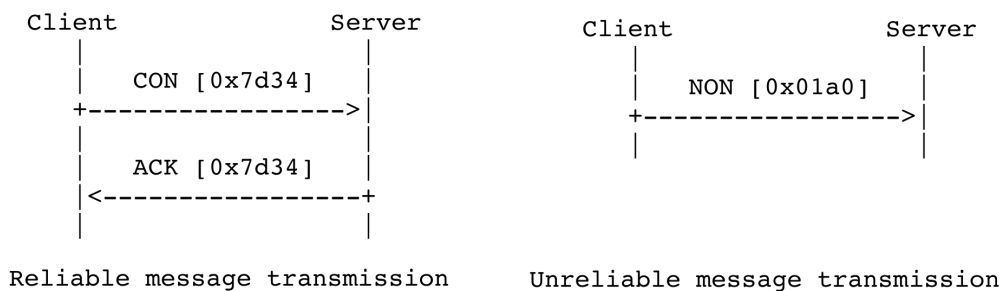 Client Server
CON [0x7d34]
ACK [0x7d34]
Reliable message transmission
Client Server
NON [0x01a0]
Unreliable message transmission